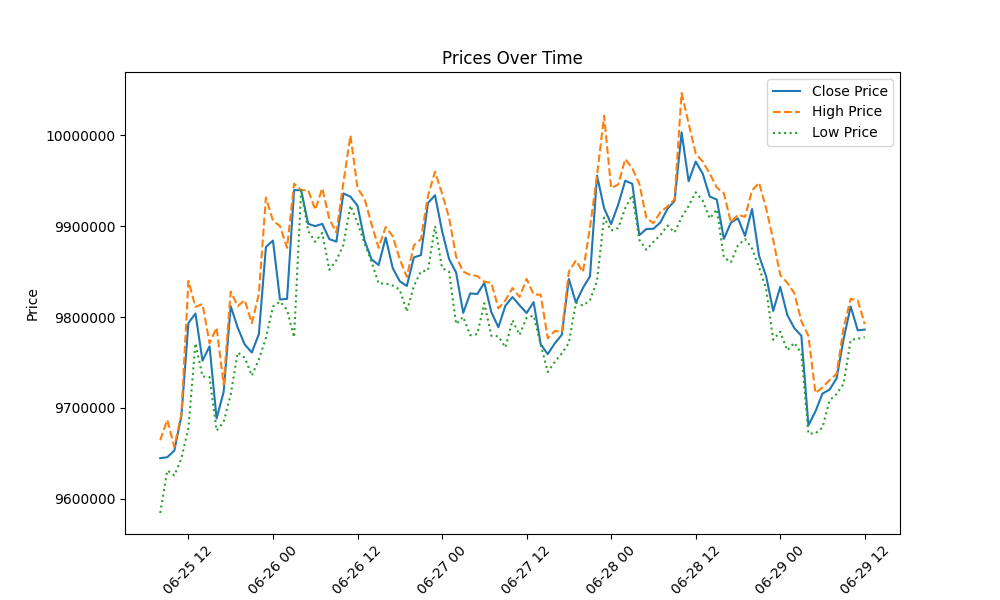 Prices Over Time
Close Price
High Price
Low Price
Price
10000000
9900000
9800000
9700000
9600000
06-25 12
06-26 00
06-26 12
06-27 00
06-27 12
06-28 00
06-28 12
06-29 00
06-29 12